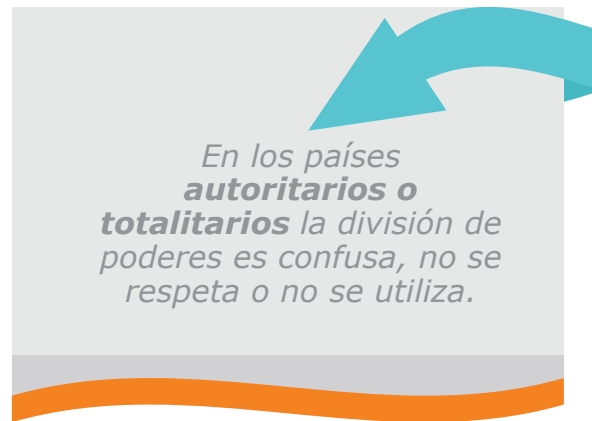 En los países
autoritarios o
totalitarios la división de
poderes es confusa, no se
respeta o no se utiliza.